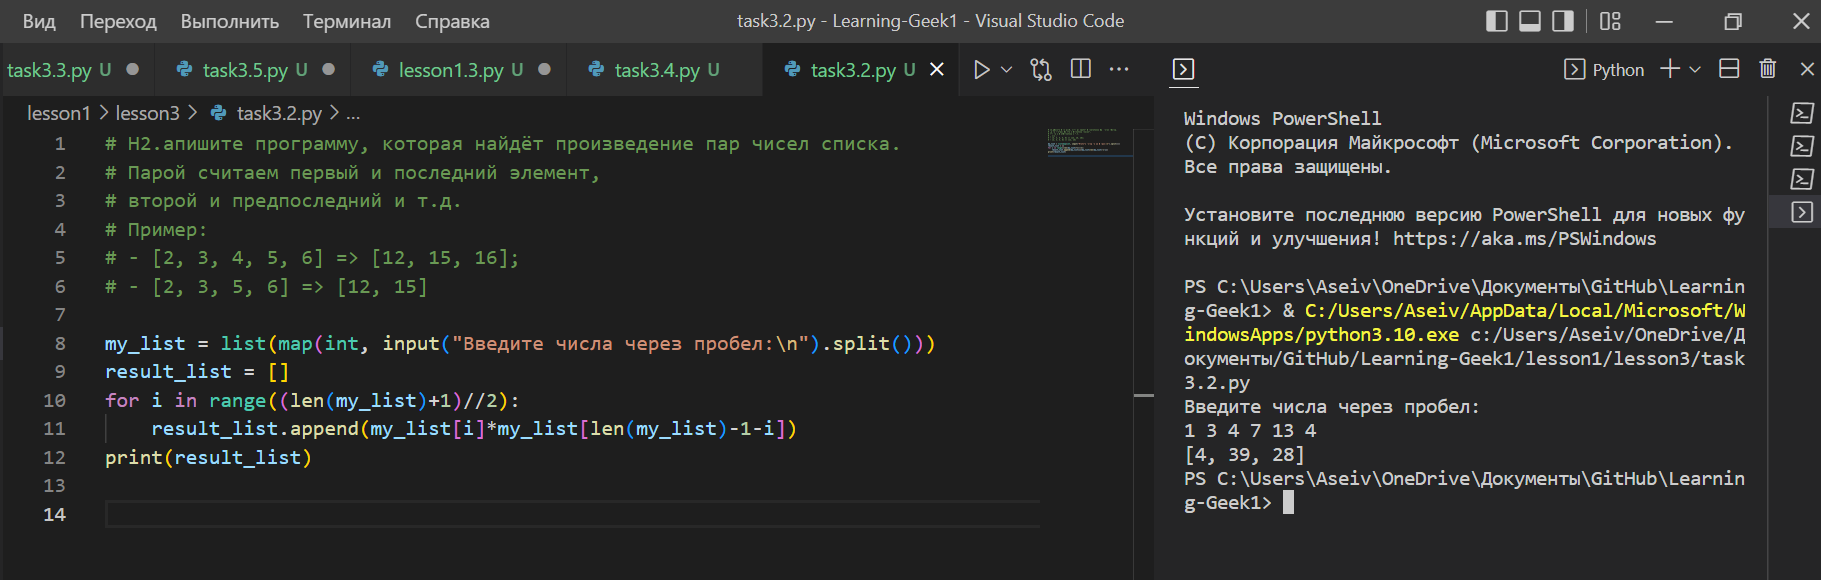 Вид Переход Выполнить Терминал Справка task3.2.py - Learning-Geek1 - Visual Studio Code
task3.3.py U task3.5.py U lesson1.3.py U task3.4.py U task3.2.py U
Python
lesson1 > lesson3 > task3.2.py > ...
1 # Н2.апишите программу, которая найдёт произведение пар чисел списка.
2 # Парой считаем первый и последний элемент,
3 # второй и предпоследний и т.д.
4 # Пример:
5 # - [2, 3, 4, 5, 6] => [12, 15, 16];
6 # - [2, 3, 5, 6] => [12, 15]
7
8 my_list = list(map(int, input("Введите числа через пробел:\n").split()))
9 result_list = []
10 for i in range((len(my_list)+1)//2):
11     result_list.append(my_list[i]*my_list[len(my_list)-1-i])
12 print(result_list)
13
14
Windows PowerShell
(C) Корпорация Майкрософт (Microsoft Corporation).
Все права защищены.
Установите последнюю версию PowerShell для новых фу
нкций и улучшения! https://aka.ms/PSWindows
PS C:\Users\Aseiv\OneDrive\Документы\GitHub\Learnin
g-Geek1> & C:/Users/Aseiv/AppData/Local/Microsoft/W
indowsApps/python3.10.exe c:/Users/Aseiv/OneDrive/Д
окументы/GitHub/Learning-Geek1/lesson1/lesson3/task
3.2.py
Введите числа через пробел:
1 3 4 7 13 4
[4, 39, 28]
PS C:\Users\Aseiv\OneDrive\Документы\GitHub\Learnin
g-Geek1>